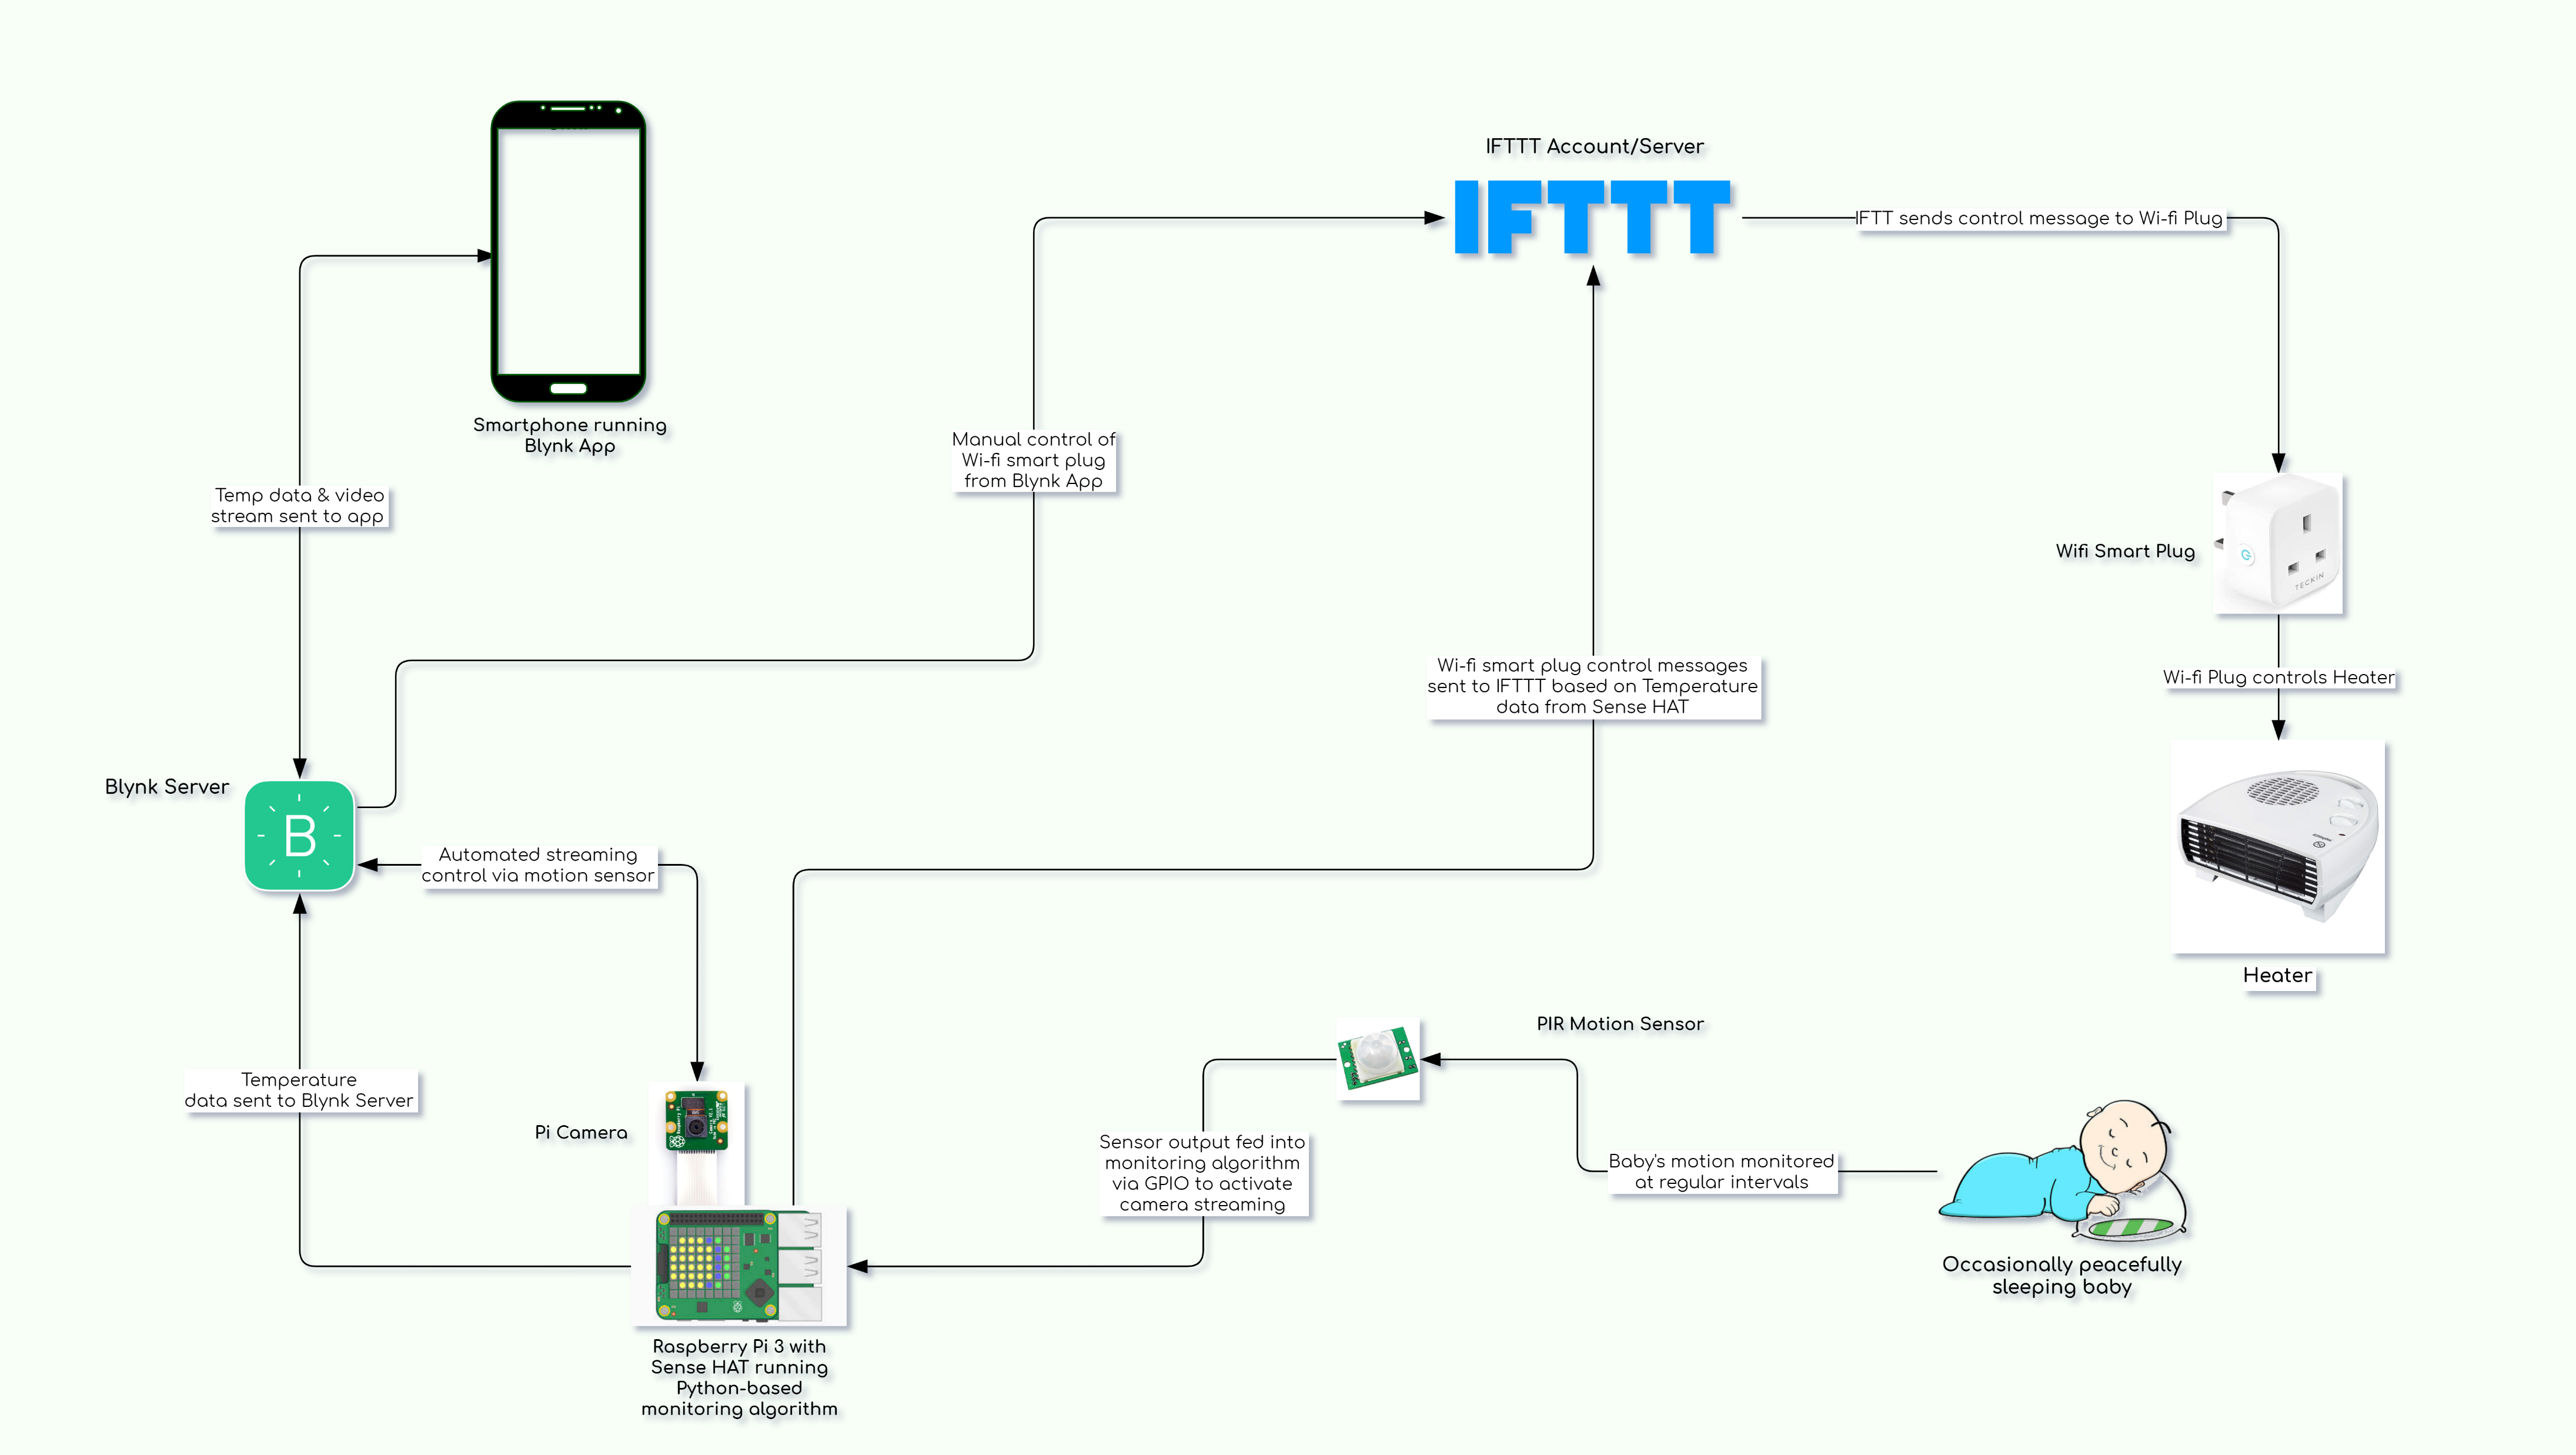 IFTTT Account/Server
IFTTT
IFTT sends control message to Wi-fi Plug
Smartphone running
Blynk App
Manual control of
Wi-fi smart plug
from Blynk App
Temp data & video
stream sent to app
Wifi Smart Plug
TECKIN
Wi-fi Plug controls Heater
Wi-fi smart plug control messages
sent to IFTTT based on Temperature
data from Sense HAT
Blynk Server
B
Automated streaming
control via motion sensor
Heater
PIR Motion Sensor
Temperature
data sent to Blynk Server
Pi Camera
Sensor output fed into
monitoring algorithm
via GPIO to activate
camera streaming
Baby's motion monitored
at regular intervals
Occasionally peacefully
sleeping baby
Raspberry Pi 3 with
Sense HAT running
Python-based
monitoring algorithm